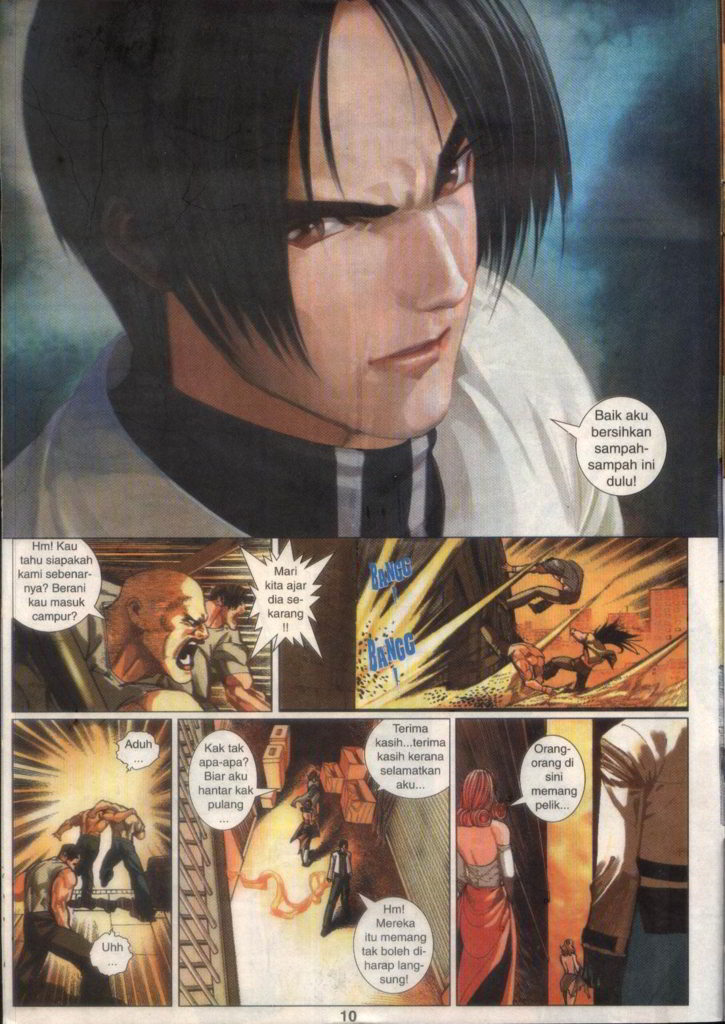 Baik aku
bersihkan
sampah-
sampah ini
dulu!
Hm! Kau
tahu siapakah
kami sebenar-
nya? Berani
kau masuk
campur?
Mari
kita ajar
dia se-
karang
!!
BANGG
!
BANGG
!
Aduh
...
Uhh
...
Kak tak
apa-apa?
Biar aku
hantar kak
pulang
...
Terima
kasih...terima
kasih kerana
selamatkan
aku...
Hm!
Mereka
itu memang
tak boleh di-
harap lang-
sung!
Orang-
orang di
sini
memang
pelik...
10